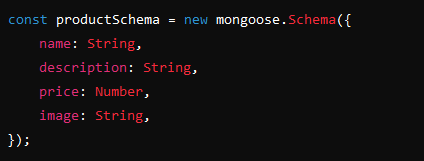 const productSchema = new mongoose.Schema({
    name: String,
    description: String,
    price: Number,
    image: String,
});